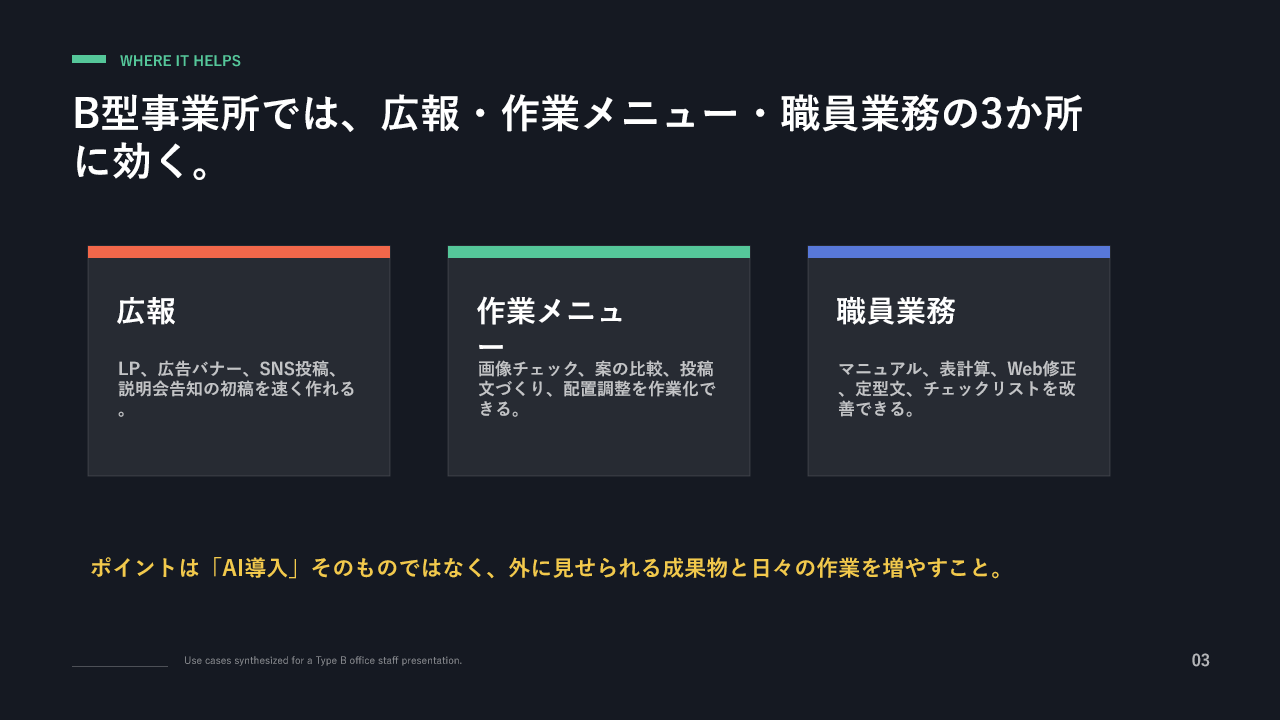 WHERE IT HELPS
B型事業所では、広報・作業メニュー・職員業務の3か所
に効く。
広報
LP、広告バナー、SNS投稿、
説明会告知の初稿を速く作れる
。
作業メニュ
ー
画像チェック、案の比較、投稿
文づくり、配置調整を作業化で
きる。
職員業務
マニュアル、表計算、Web修正
、定型文、チェックリストを改
善できる。
ポイントは「AI導入」そのものではなく、外に見せられる成果物と日々の作業を増やすこと。
Use cases synthesized for a Type B office staff presentation.
03